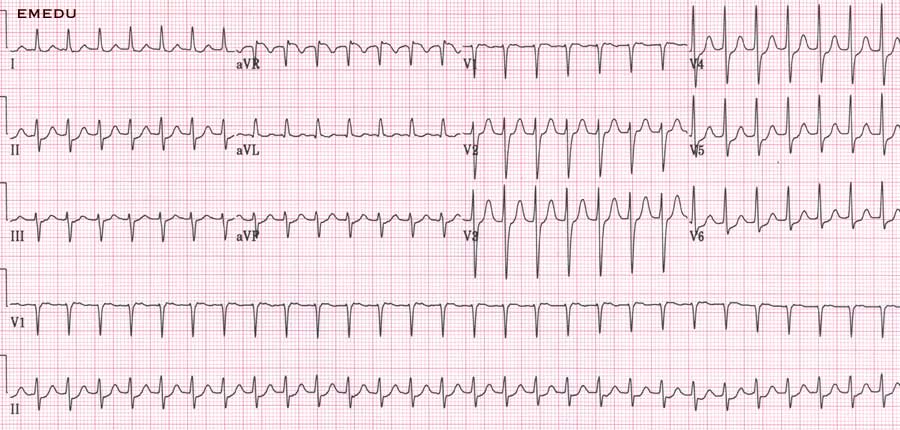 EMEDU
I aVR V1 V4
II aVL V2 V5
III aVF V3 V6
V1
II